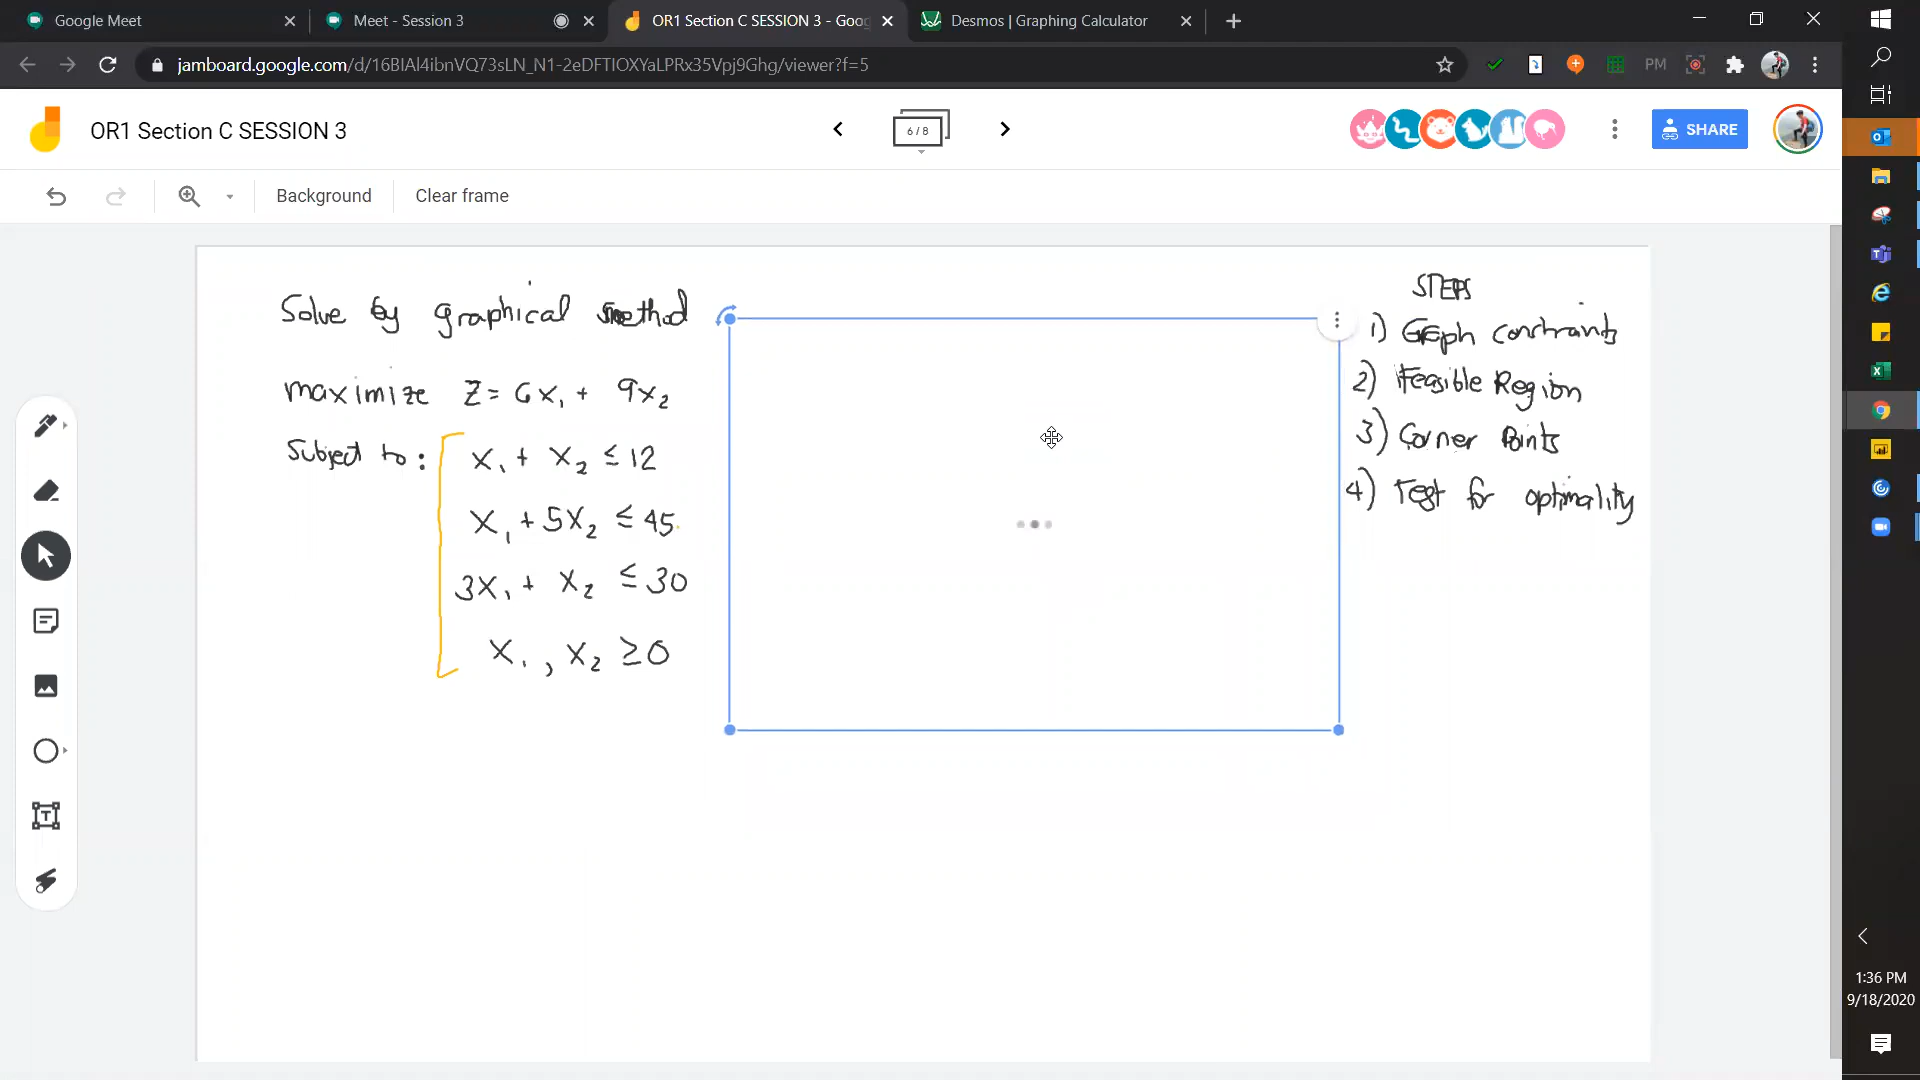 Google Meet
Meet - Session 3
OR1 Section C SESSION 3 - Goog
Desmos | Graphing Calculator
jamboard.google.com/d/16BIAl4ibnVQ73sLN_N1-2eDFTIOXYaLPRx35Vpj9Ghg/viewer?f=5
PM
OR1 Section C SESSION 3
6 / 8
SHARE
Background
Clear frame
Solve by graphical method
maximize Z = 6x₁ + 9x₂
Subject to : x₁ + x₂ ≤ 12
x₁ + 5x₂ ≤ 45
3x₁ + x₂ ≤ 30
x₁ , x₂ ≥ 0
STEPS
1) Graph constraints
2) Feasible Region
3) Corner Points
4) Test for optimality
1:36 PM
9/18/2020